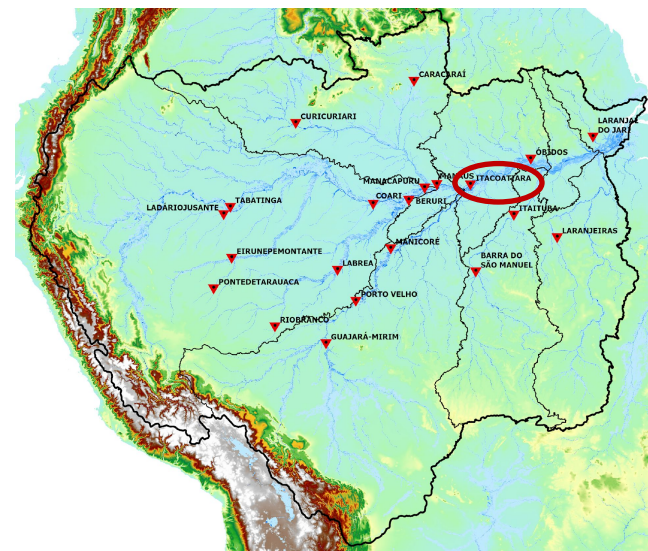 CARACARAÍ
CURICURIARI
LARANJAL
DO JARI
ÓBIDOS
MANAUS
ITACOATIARA
MANACAPURU
COARI
BERURI
TABATINGA
LADARIOJUSANTE
ITAITUBA
LARANJEIRAS
MANICORÉ
EIRUNEPEMONTANTE
LABREA
BARRA DO
SÃO MANUEL
PONTEDETARAUACA
PORTO VELHO
RIOBRANCO
GUAJARÁ-MIRIM